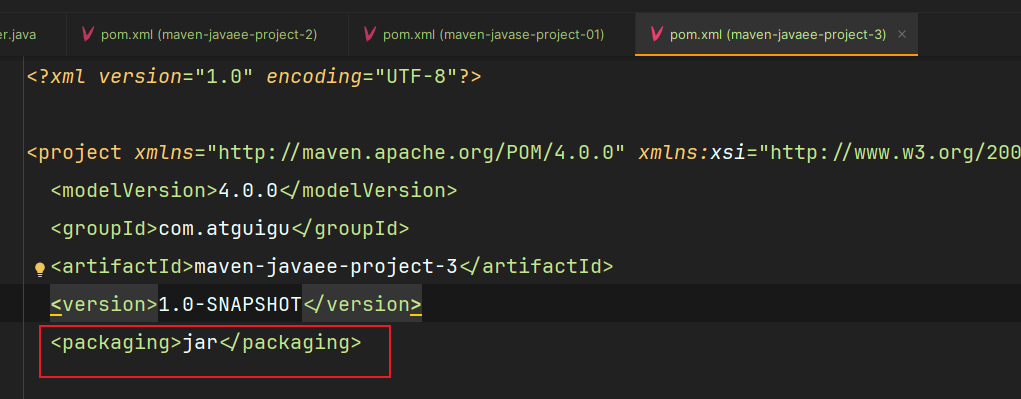 er.java pom.xml (maven-javaee-project-2) pom.xml (maven-javase-project-01) pom.xml (maven-javaee-project-3)
<?xml version="1.0" encoding="UTF-8"?>
<project xmlns="http://maven.apache.org/POM/4.0.0" xmlns:xsi="http://www.w3.org/200
<modelVersion>4.0.0</modelVersion>
<groupId>com.atguigu</groupId>
<artifactId>maven-javaee-project-3</artifactId>
<version>1.0-SNAPSHOT</version>
<packaging>jar</packaging>